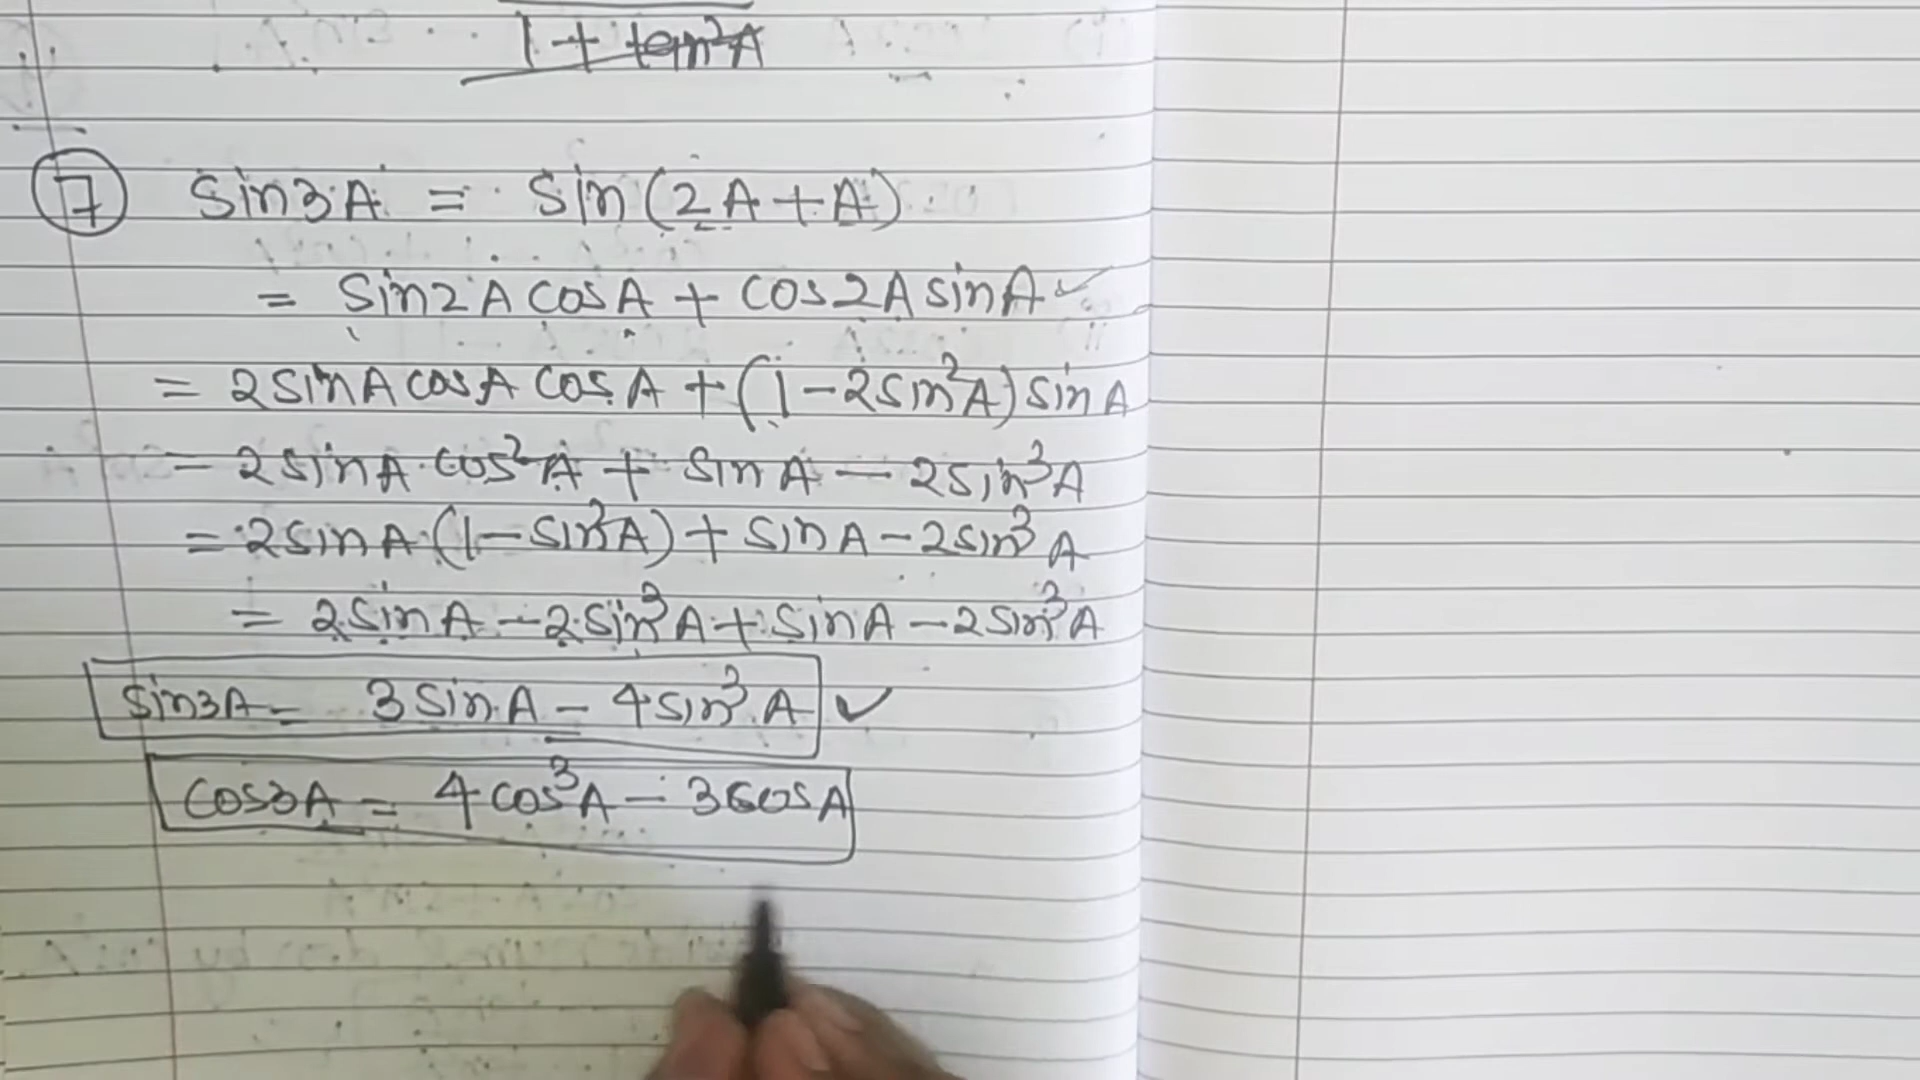 1 + tan²A
7 Sin3A = Sin(2A + A)
= Sin2A cosA + cos2A sinA ✓
= 2sinA cosA cosA + (1 - 2sin²A) sinA
= 2sinA cos²A + sinA - 2sin³A
= 2sinA (1 - sin²A) + sinA - 2sin³A
= 2sinA - 2sin³A + sinA - 2sin³A
sin3A = 3sinA - 4sin³A ✓
cos3A = 4cos³A - 3cosA